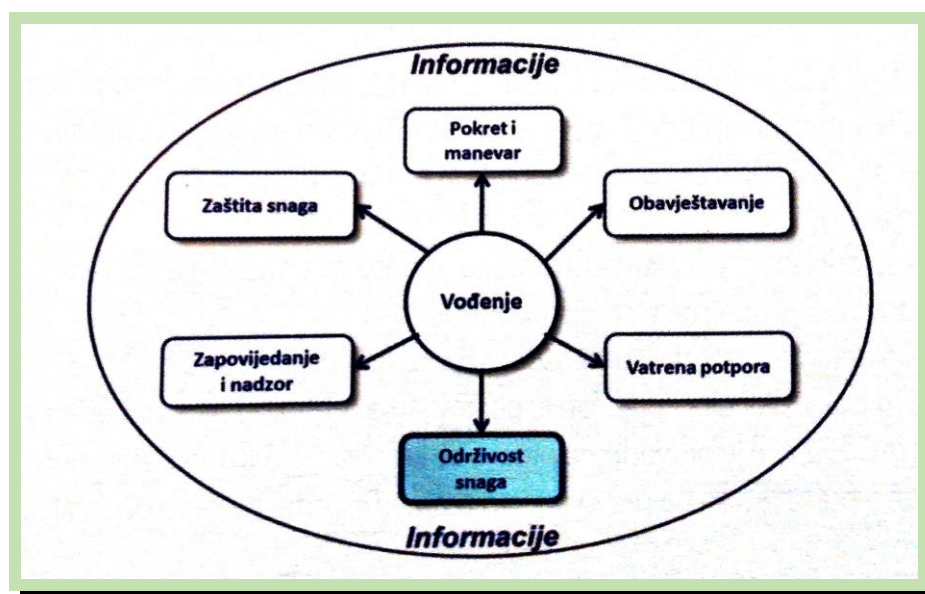 Informacije
Pokret i
manevar
Zaštita snaga
Obavještavanje
Vođenje
Zapovijedanje
i nadzor
Vatrena potpora
Održivost
snaga
Informacije